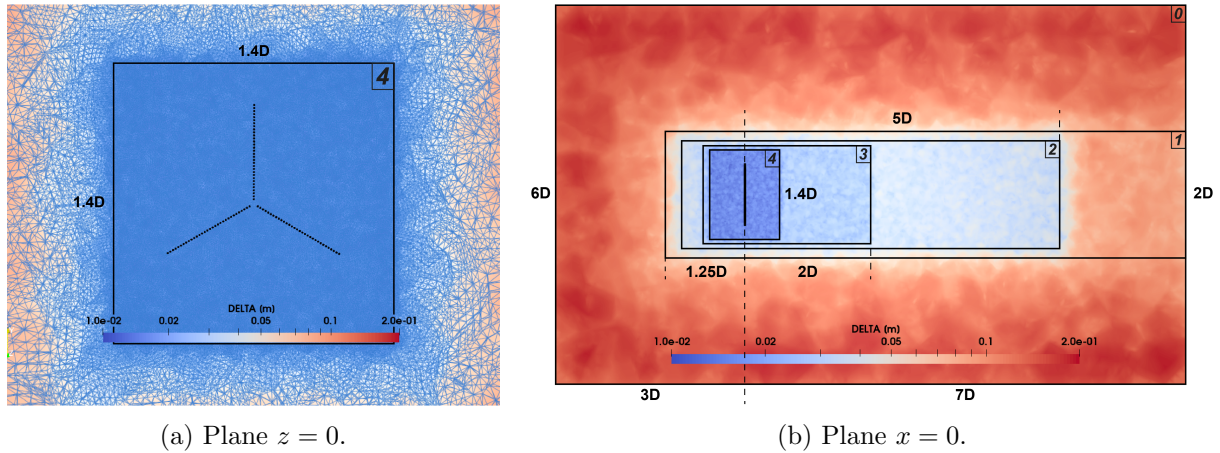 1.4D
4
1.4D
DELTA (m)
1.0e-02 0.02 0.05 0.1 2.0e-01
(a) Plane z = 0.
0
5D
1
2
3
4
6D
1.4D
2D
1.25D
2D
DELTA (m)
1.0e-02 0.02 0.05 0.1 2.0e-01
3D
7D
(b) Plane x = 0.